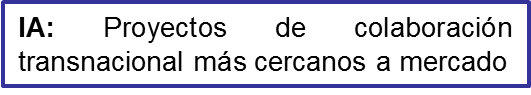 IA: Proyectos de colaboración
transnacional más cercanos a mercado